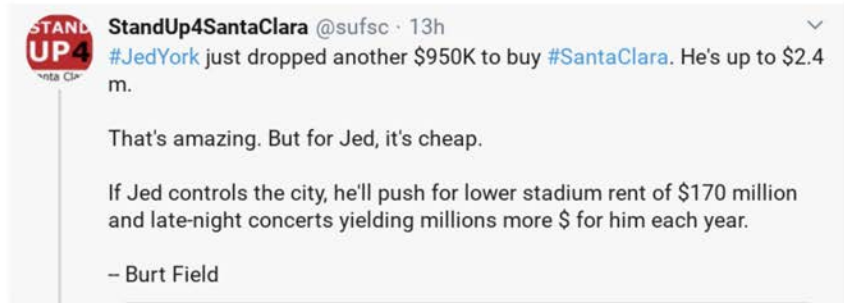 STAND
UP4
nta Cla
StandUp4SantaClara @sufsc · 13h
#JedYork just dropped another $950K to buy #SantaClara. He's up to $2.4
m.
That's amazing. But for Jed, it's cheap.
If Jed controls the city, he'll push for lower stadium rent of $170 million
and late-night concerts yielding millions more $ for him each year.
-- Burt Field